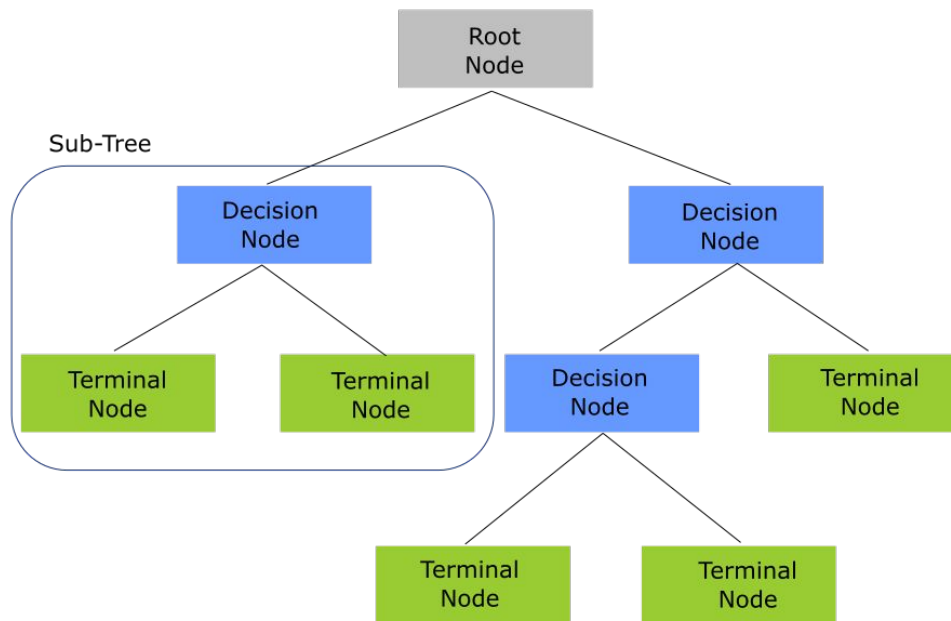 Root
Node
Sub-Tree
Decision
Node
Decision
Node
Terminal
Node
Terminal
Node
Decision
Node
Terminal
Node
Terminal
Node
Terminal
Node